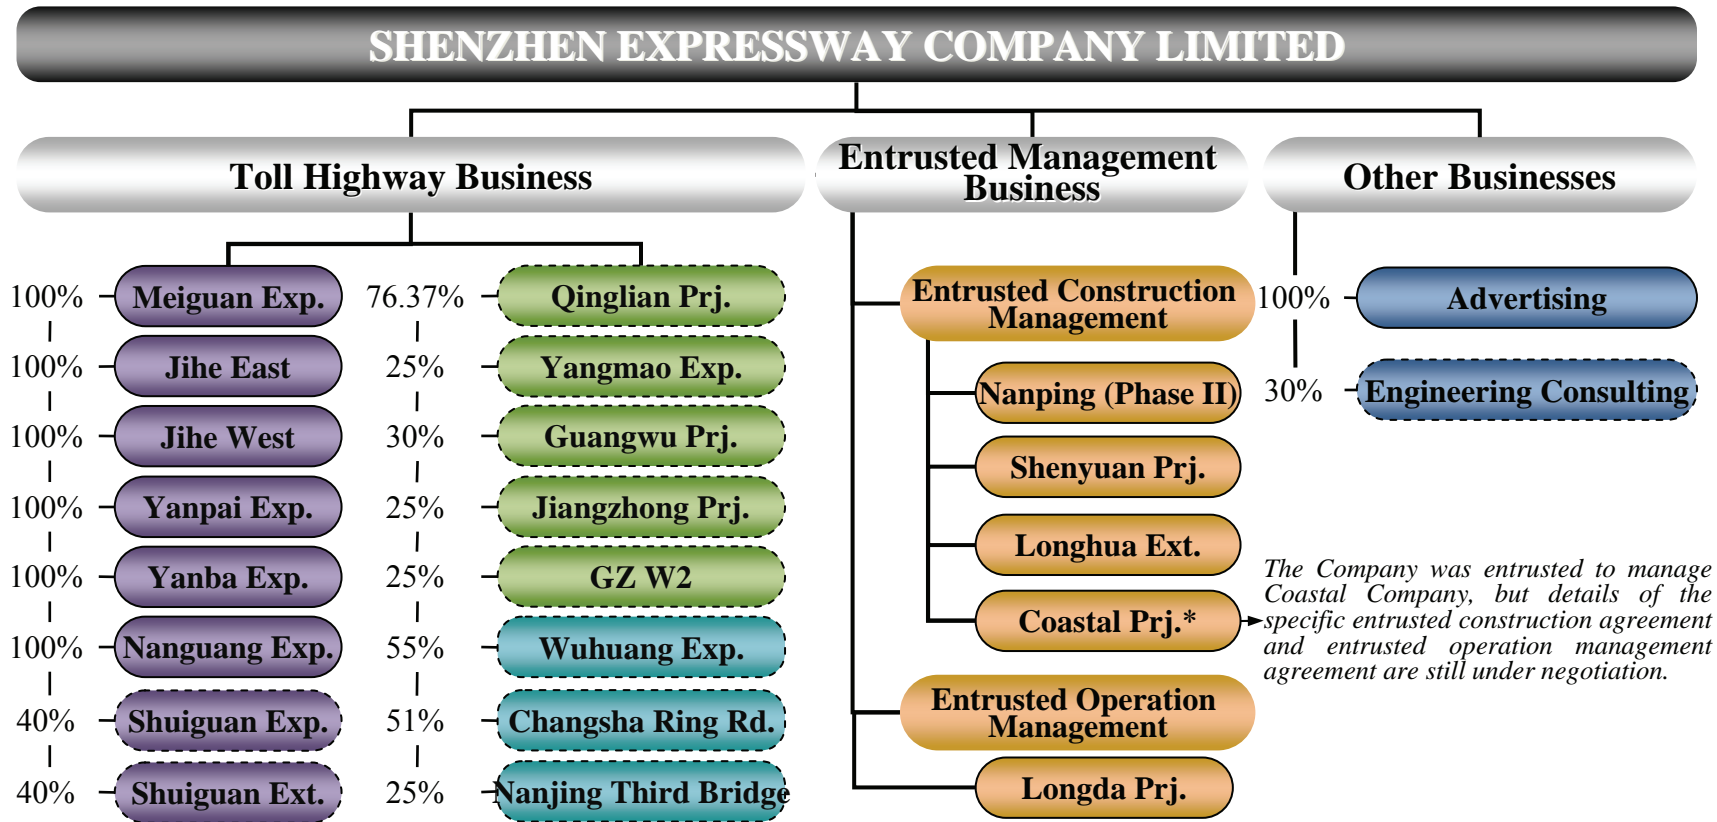 SHENZHEN EXPRESSWAY COMPANY LIMITED
Toll Highway Business
Entrusted Management
Business
Other Businesses
100%
Meiguan Exp.
76.37%
Qinglian Prj.
100%
Jihe East
25%
Yangmao Exp.
100%
Jihe West
30%
Guangwu Prj.
100%
Yanpai Exp.
25%
Jiangzhong Prj.
100%
Yanba Exp.
25%
GZ W2
100%
Nanguang Exp.
55%
Wuhuang Exp.
40%
Shuiguan Exp.
51%
Changsha Ring Rd.
40%
Shuiguan Ext.
25%
Nanjing Third Bridge
Entrusted Construction
Management
Nanping (Phase II)
Shenyuan Prj.
Longhua Ext.
Coastal Prj.*
The Company was entrusted to manage
Coastal Company, but details of the
specific entrusted construction agreement
and entrusted operation management
agreement are still under negotiation.
Entrusted Operation
Management
Longda Prj.
100%
Advertising
30%
Engineering Consulting